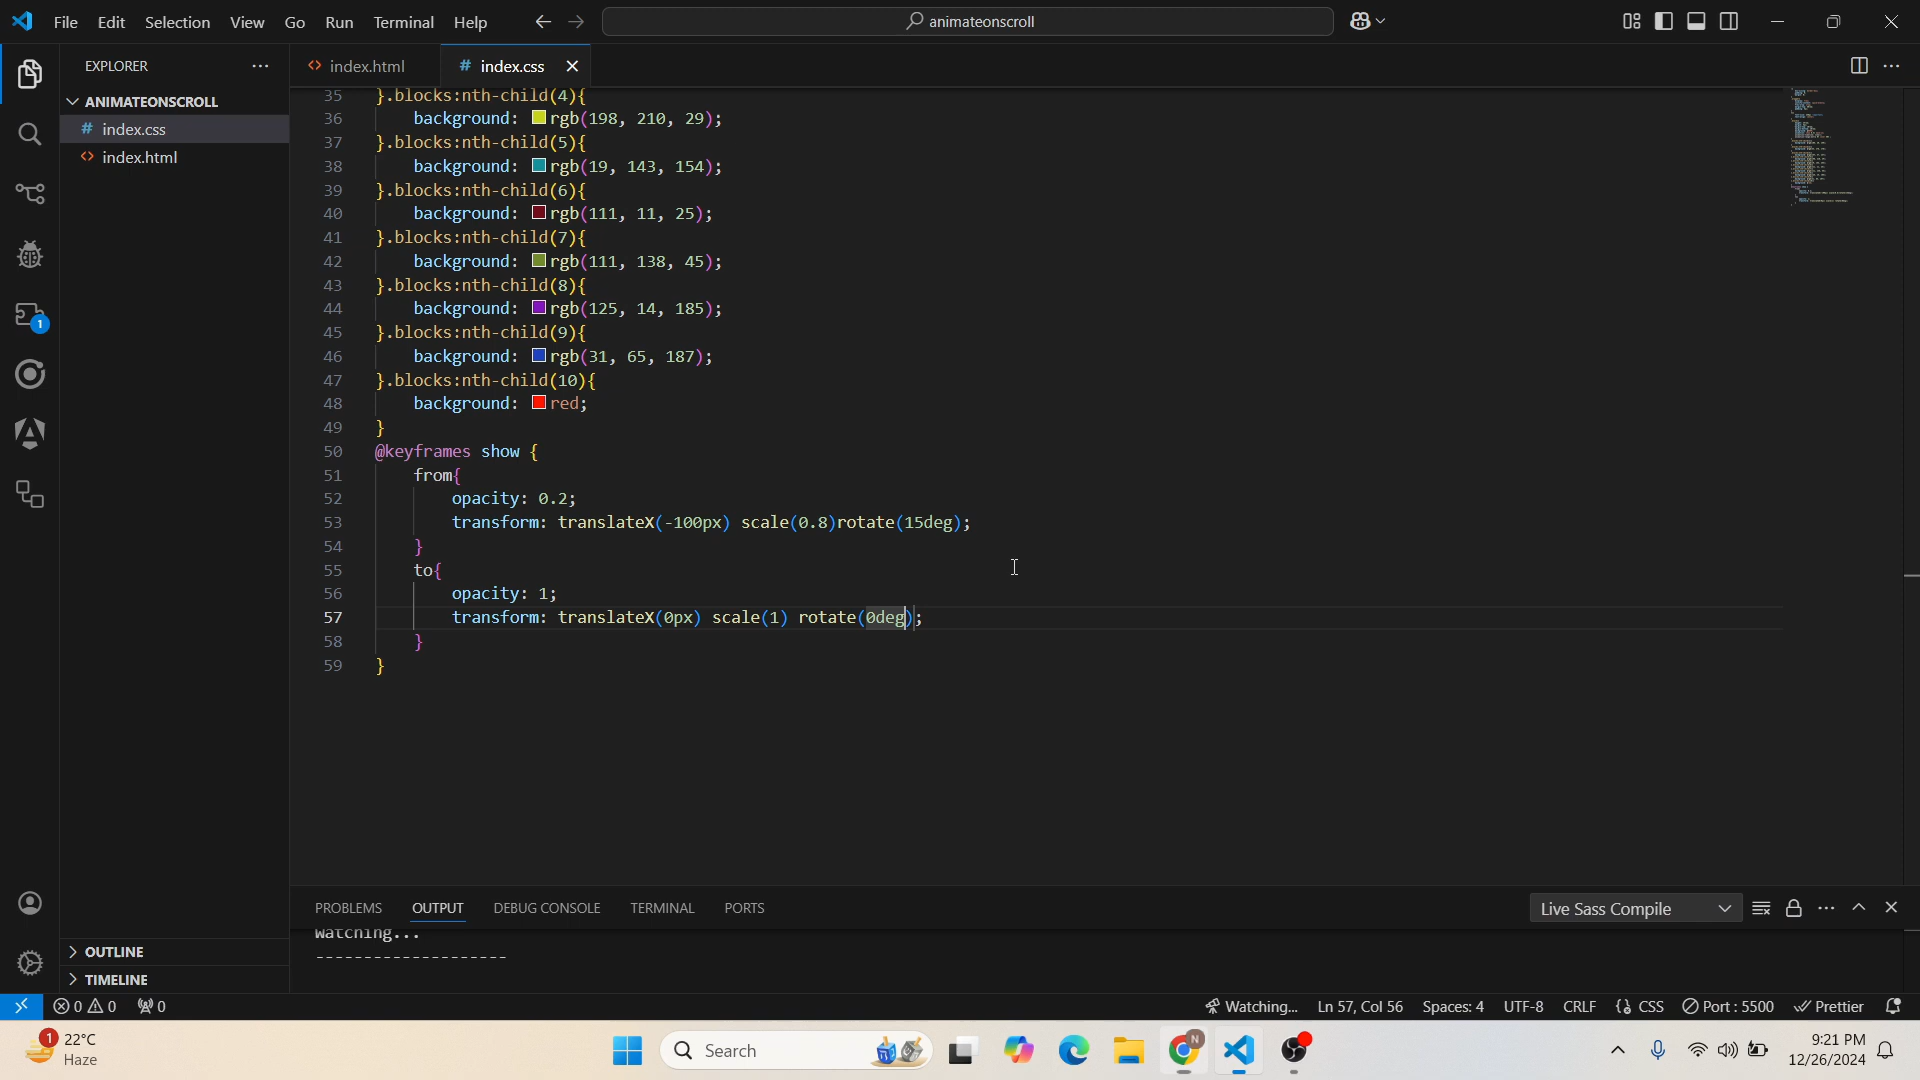 File Edit Selection View Go Run Terminal Help
animateonscroll
EXPLORER
ANIMATEONSCROLL
# index.css
<> index.html
<> index.html
# index.css
35 }.blocks:nth-child(4){
36 background: rgb(198, 210, 29);
37 }.blocks:nth-child(5){
38 background: rgb(19, 143, 154);
39 }.blocks:nth-child(6){
40 background: rgb(111, 11, 25);
41 }.blocks:nth-child(7){
42 background: rgb(111, 138, 45);
43 }.blocks:nth-child(8){
44 background: rgb(125, 14, 185);
45 }.blocks:nth-child(9){
46 background: rgb(31, 65, 187);
47 }.blocks:nth-child(10){
48 background: red;
49 }
50 @keyframes show {
51 from{
52 opacity: 0.2;
53 transform: translateX(-100px) scale(0.8)rotate(15deg);
54 }
55 to{
56 opacity: 1;
57 transform: translateX(0px) scale(1) rotate(0deg);
58 }
59 }
1
PROBLEMS OUTPUT DEBUG CONSOLE TERMINAL PORTS
Live Sass Compile
Watching...
--------------------
OUTLINE
TIMELINE
0 0 0
Watching... Ln 57, Col 56 Spaces: 4 UTF-8 CRLF {} CSS Port : 5500 Prettier
1
22°C
Haze
Search
N
9:21 PM
12/26/2024